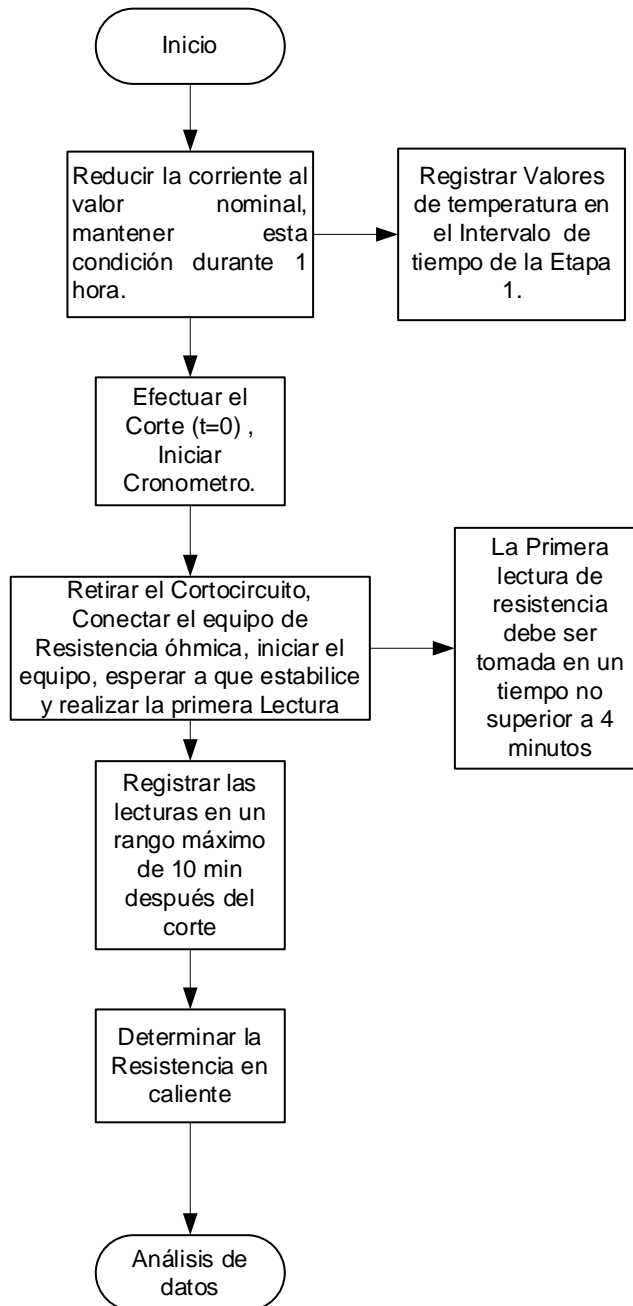 Inicio
Reducir la corriente al
valor nominal,
mantener esta
condición durante 1
hora.
Registrar Valores
de temperatura en
el Intervalo de
tiempo de la Etapa
1.
Efectuar el
Corte (t=0) ,
Iniciar
Cronometro.
Retirar el Cortocircuito,
Conectar el equipo de
Resistencia óhmica, iniciar el
equipo, esperar a que estabilice
y realizar la primera Lectura
La Primera
lectura de
resistencia
debe ser
tomada en un
tiempo no
superior a 4
minutos
Registrar las
lecturas en un
rango máximo
de 10 min
después del
corte
Determinar la
Resistencia en
caliente
Análisis de
datos